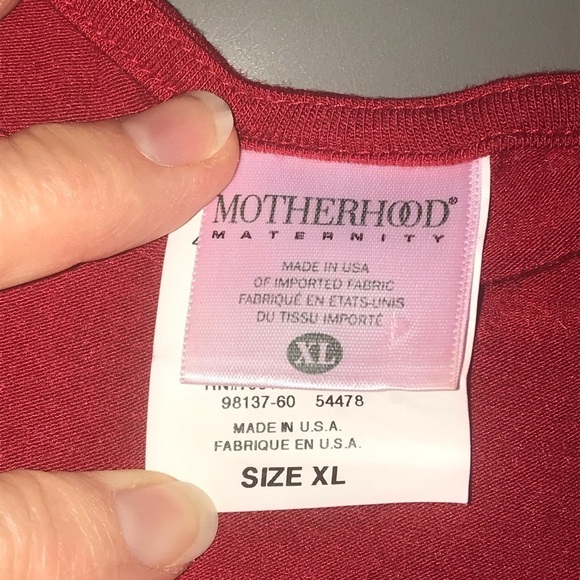 MOTHERHOOD®
MATERNITY
MADE IN USA
OF IMPORTED FABRIC
FABRIQUÉ EN ETATS-UNIS
DU TISSU IMPORTÉ
XL
98137-60 54478
MADE IN U.S.A.
FABRIQUE EN U.S.A.
SIZE XL